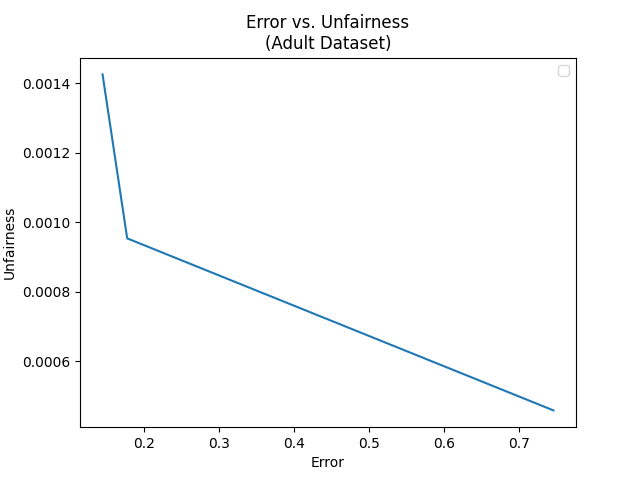 Error vs. Unfairness
(Adult Dataset)
0.0014
0.0012
0.0010
0.0008
0.0006
Unfairness
0.2 0.3 0.4 0.5 0.6 0.7
Error